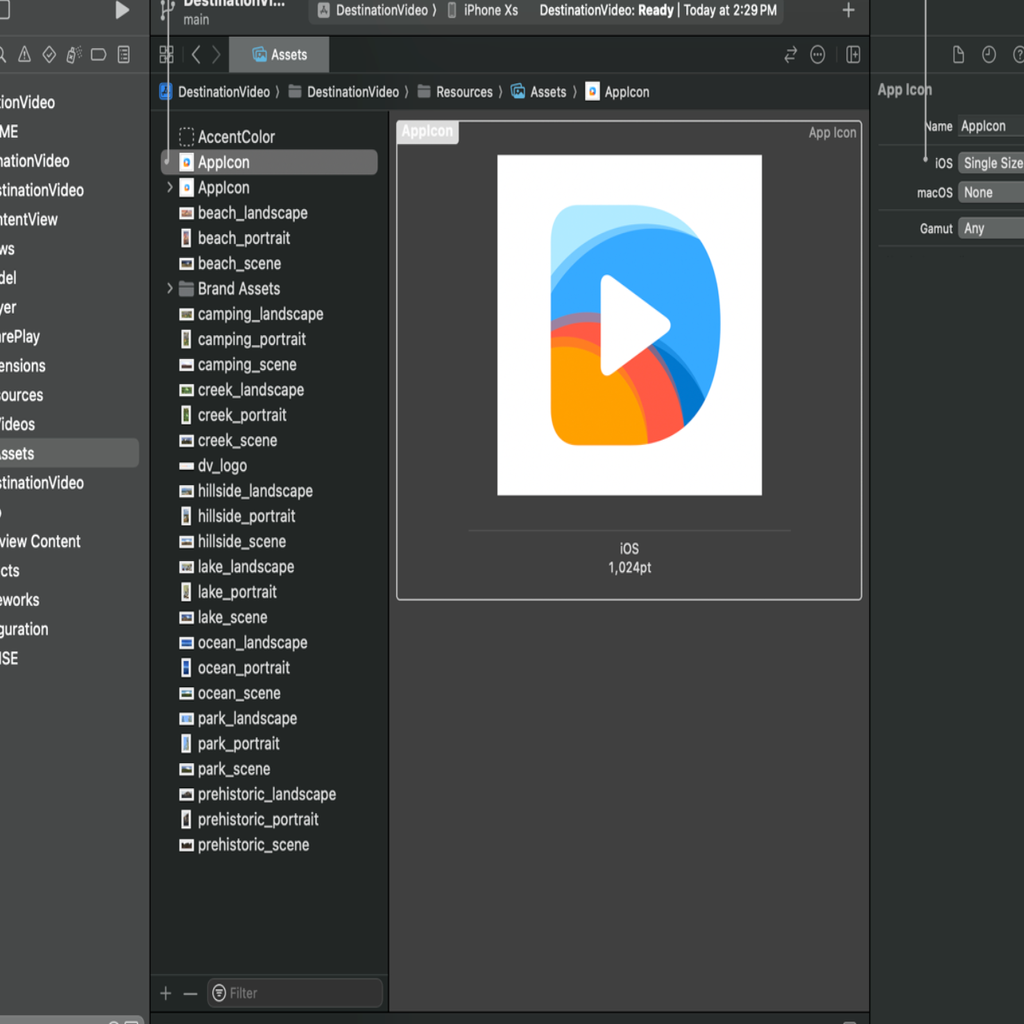 DestinationVi...
main
DestinationVideo ⟩ iPhone Xs DestinationVideo: Ready | Today at 2:29 PM
Assets
DestinationVideo ⟩ DestinationVideo ⟩ Resources ⟩ Assets ⟩ AppIcon
tionVideo
ME
nationVideo
stinationVideo
ntentView
ws
del
yer
arePlay
ensions
ources
Videos
Assets
stinationVideo
view Content
cts
eworks
guration
NSE
AccentColor
AppIcon
AppIcon
beach_landscape
beach_portrait
beach_scene
Brand Assets
camping_landscape
camping_portrait
camping_scene
creek_landscape
creek_portrait
creek_scene
dv_logo
hillside_landscape
hillside_portrait
hillside_scene
lake_landscape
lake_portrait
lake_scene
ocean_landscape
ocean_portrait
ocean_scene
park_landscape
park_portrait
park_scene
prehistoric_landscape
prehistoric_portrait
prehistoric_scene
Filter
AppIcon
App Icon
iOS
1,024pt
App Icon
Name AppIcon
iOS Single Size
macOS None
Gamut Any